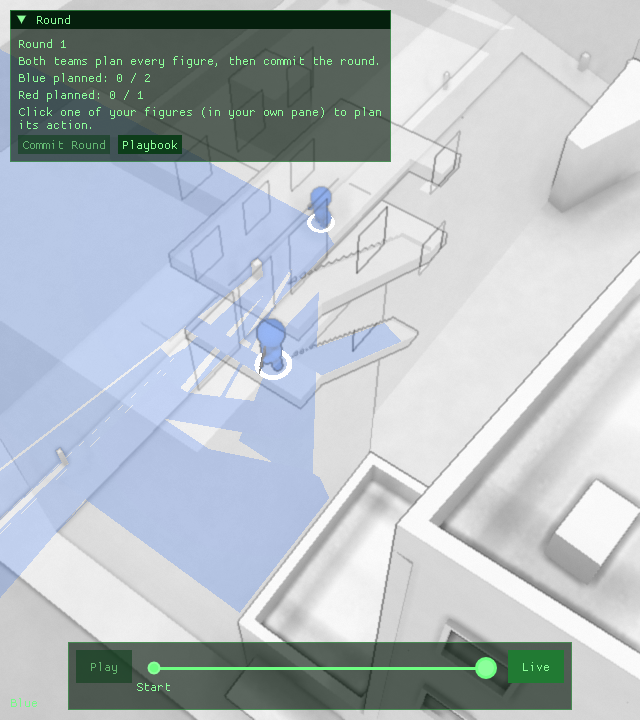 Round
Round 1
Both teams plan every figure, then commit the round.
Blue planned: 0 / 2
Red planned: 0 / 1
Click one of your figures (in your own pane) to plan
its action.
Commit Round
Playbook
Play
Live
Start